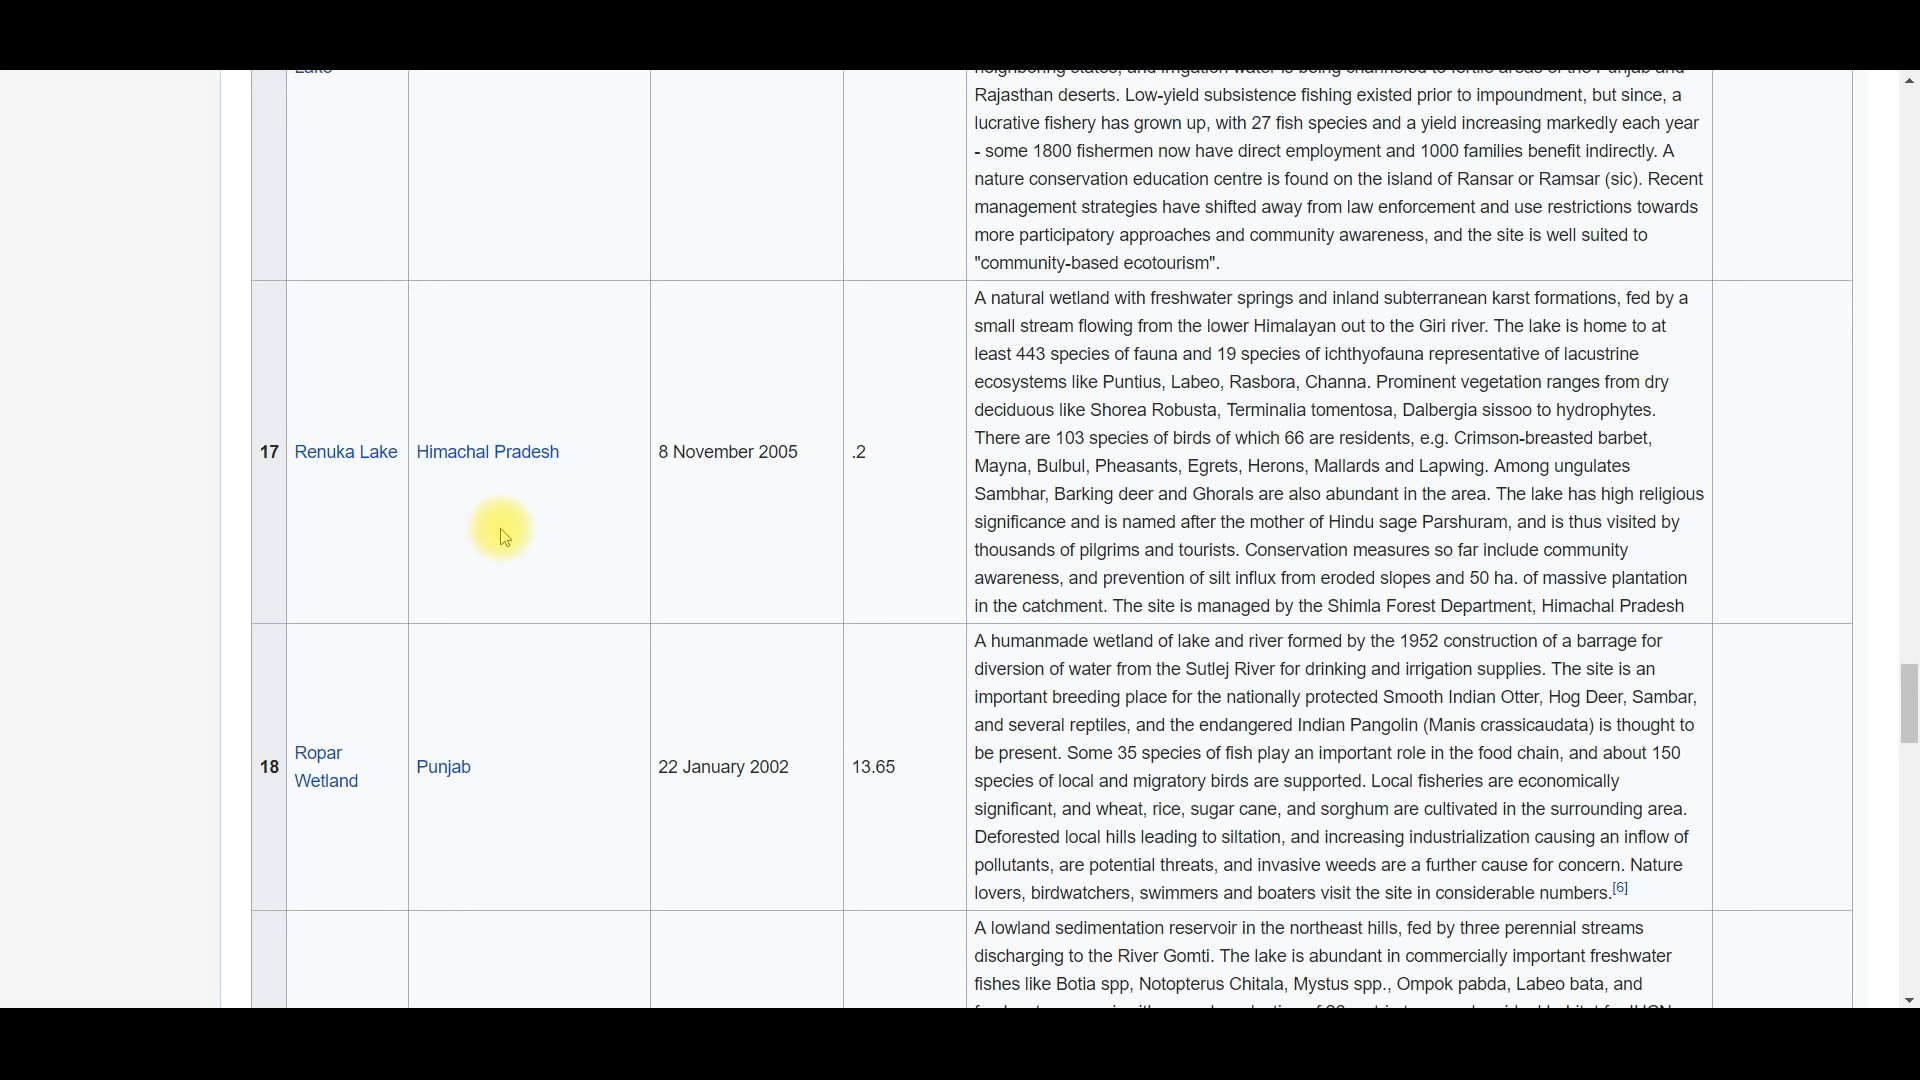 Lake
neighboring states, and irrigation water is being channeled to fertile areas of the Punjab and
Rajasthan deserts. Low-yield subsistence fishing existed prior to impoundment, but since, a
lucrative fishery has grown up, with 27 fish species and a yield increasing markedly each year
- some 1800 fishermen now have direct employment and 1000 families benefit indirectly. A
nature conservation education centre is found on the island of Ransar or Ramsar (sic). Recent
management strategies have shifted away from law enforcement and use restrictions towards
more participatory approaches and community awareness, and the site is well suited to
"community-based ecotourism".
17
Renuka Lake
Himachal Pradesh
8 November 2005
.2
A natural wetland with freshwater springs and inland subterranean karst formations, fed by a
small stream flowing from the lower Himalayan out to the Giri river. The lake is home to at
least 443 species of fauna and 19 species of ichthyofauna representative of lacustrine
ecosystems like Puntius, Labeo, Rasbora, Channa. Prominent vegetation ranges from dry
deciduous like Shorea Robusta, Terminalia tomentosa, Dalbergia sissoo to hydrophytes.
There are 103 species of birds of which 66 are residents, e.g. Crimson-breasted barbet,
Mayna, Bulbul, Pheasants, Egrets, Herons, Mallards and Lapwing. Among ungulates
Sambhar, Barking deer and Ghorals are also abundant in the area. The lake has high religious
significance and is named after the mother of Hindu sage Parshuram, and is thus visited by
thousands of pilgrims and tourists. Conservation measures so far include community
awareness, and prevention of silt influx from eroded slopes and 50 ha. of massive plantation
in the catchment. The site is managed by the Shimla Forest Department, Himachal Pradesh
18
Ropar
Wetland
Punjab
22 January 2002
13.65
A humanmade wetland of lake and river formed by the 1952 construction of a barrage for
diversion of water from the Sutlej River for drinking and irrigation supplies. The site is an
important breeding place for the nationally protected Smooth Indian Otter, Hog Deer, Sambar,
and several reptiles, and the endangered Indian Pangolin (Manis crassicaudata) is thought to
be present. Some 35 species of fish play an important role in the food chain, and about 150
species of local and migratory birds are supported. Local fisheries are economically
significant, and wheat, rice, sugar cane, and sorghum are cultivated in the surrounding area.
Deforested local hills leading to siltation, and increasing industrialization causing an inflow of
pollutants, are potential threats, and invasive weeds are a further cause for concern. Nature
lovers, birdwatchers, swimmers and boaters visit the site in considerable numbers.[6]
A lowland sedimentation reservoir in the northeast hills, fed by three perennial streams
discharging to the River Gomti. The lake is abundant in commercially important freshwater
fishes like Botia spp, Notopterus Chitala, Mystus spp., Ompok pabda, Labeo bata, and